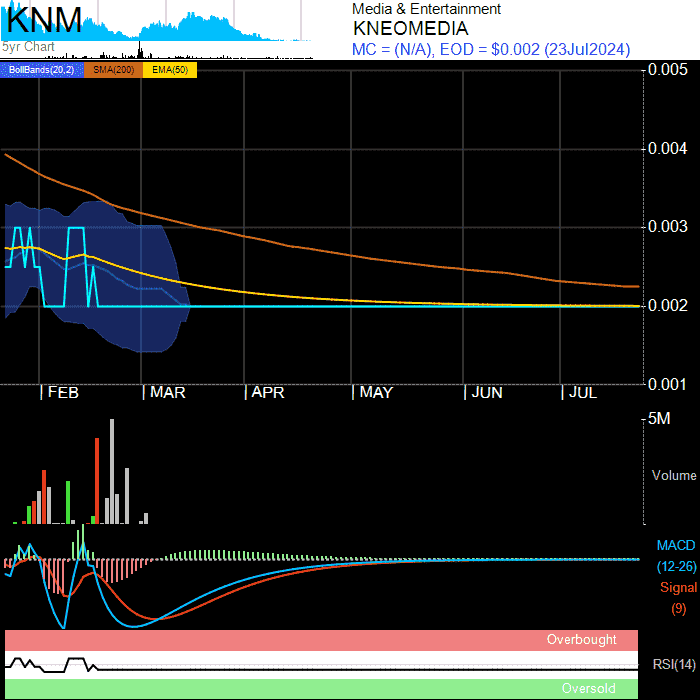 KNM
5yr Chart
Media & Entertainment
KNEOMEDIA
MC = (N/A), EOD = $0.002 (23Jul2024)
BollBands(20,2) SMA(200) EMA(50)
0.005
0.004
0.003
0.002
0.001
FEB MAR APR MAY JUN JUL
5M
Volume
MACD
(12-26)
Signal
(9)
Overbought
RSI(14)
Oversold